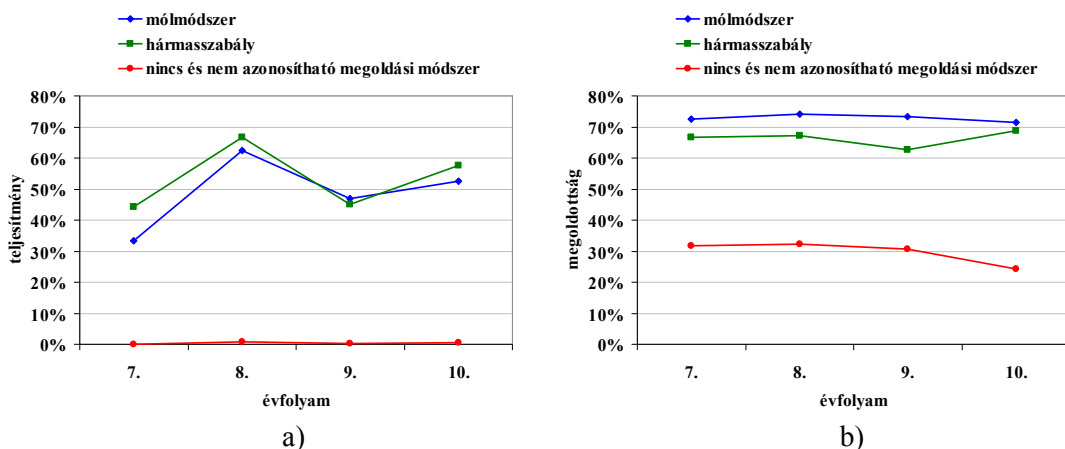 mólmódszer
hármasszabály
nincs és nem azonosítható megoldási módszer
80%
70%
60%
50%
40%
30%
20%
10%
0%
teljesítmény
7.
8.
9.
10.
évfolyam
a)
mólmódszer
hármasszabály
nincs és nem azonosítható megoldási módszer
80%
70%
60%
50%
40%
30%
20%
10%
0%
megoldottság
7.
8.
9.
10.
évfolyam
b)